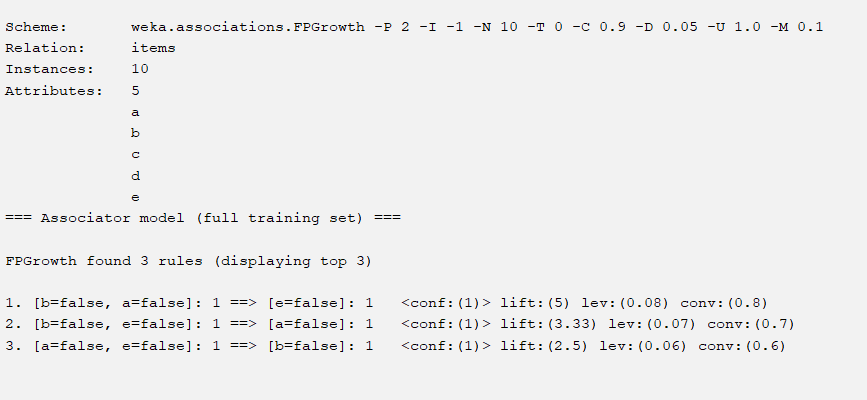 Scheme: weka.associations.FPGrowth -P 2 -I -1 -N 10 -T 0 -C 0.9 -D 0.05 -U 1.0 -M 0.1
Relation: items
Instances: 10
Attributes: 5
a
b
c
d
e
=== Associator model (full training set) ===
FPGrowth found 3 rules (displaying top 3)
1. [b=false, a=false]: 1 ==> [e=false]: 1 <conf:(1)> lift:(5) lev:(0.08) conv:(0.8)
2. [b=false, e=false]: 1 ==> [a=false]: 1 <conf:(1)> lift:(3.33) lev:(0.07) conv:(0.7)
3. [a=false, e=false]: 1 ==> [b=false]: 1 <conf:(1)> lift:(2.5) lev:(0.06) conv:(0.6)